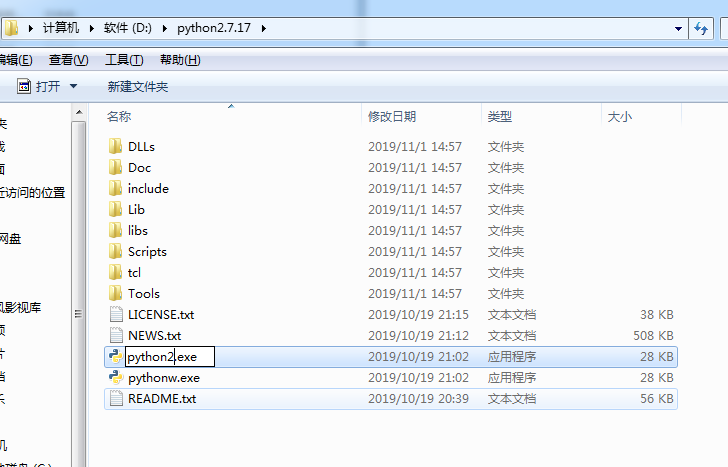 计算机 软件 (D:) python2.7.17
编辑(E) 查看(V) 工具(T) 帮助(H)
打开 新建文件夹
名称 修改日期 类型 大小
DLLs 2019/11/1 14:57 文件夹
Doc 2019/11/1 14:57 文件夹
include 2019/11/1 14:57 文件夹
Lib 2019/11/1 14:57 文件夹
libs 2019/11/1 14:57 文件夹
Scripts 2019/11/1 14:57 文件夹
tcl 2019/11/1 14:57 文件夹
Tools 2019/11/1 14:57 文件夹
LICENSE.txt 2019/10/19 21:15 文本文档 38 KB
NEWS.txt 2019/10/19 21:12 文本文档 508 KB
python2.exe 2019/10/19 21:02 应用程序 28 KB
pythonw.exe 2019/10/19 21:02 应用程序 28 KB
README.txt 2019/10/19 20:39 文本文档 56 KB
夹
面
近访问的位置
网盘
风影视库
频
片
档
乐
机